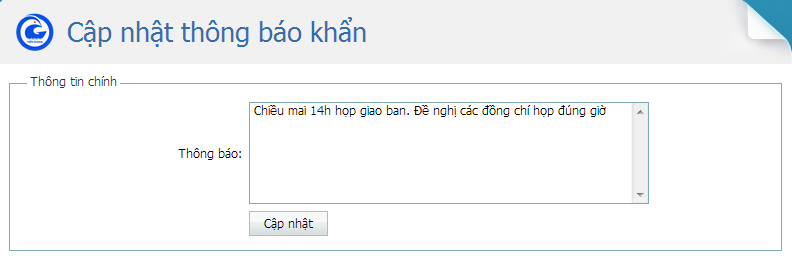 Cập nhật thông báo khẩn
Thông tin chính
Chiều mai 14h họp giao ban. Đề nghị các đồng chí họp đúng giờ
Thông báo:
Cập nhật